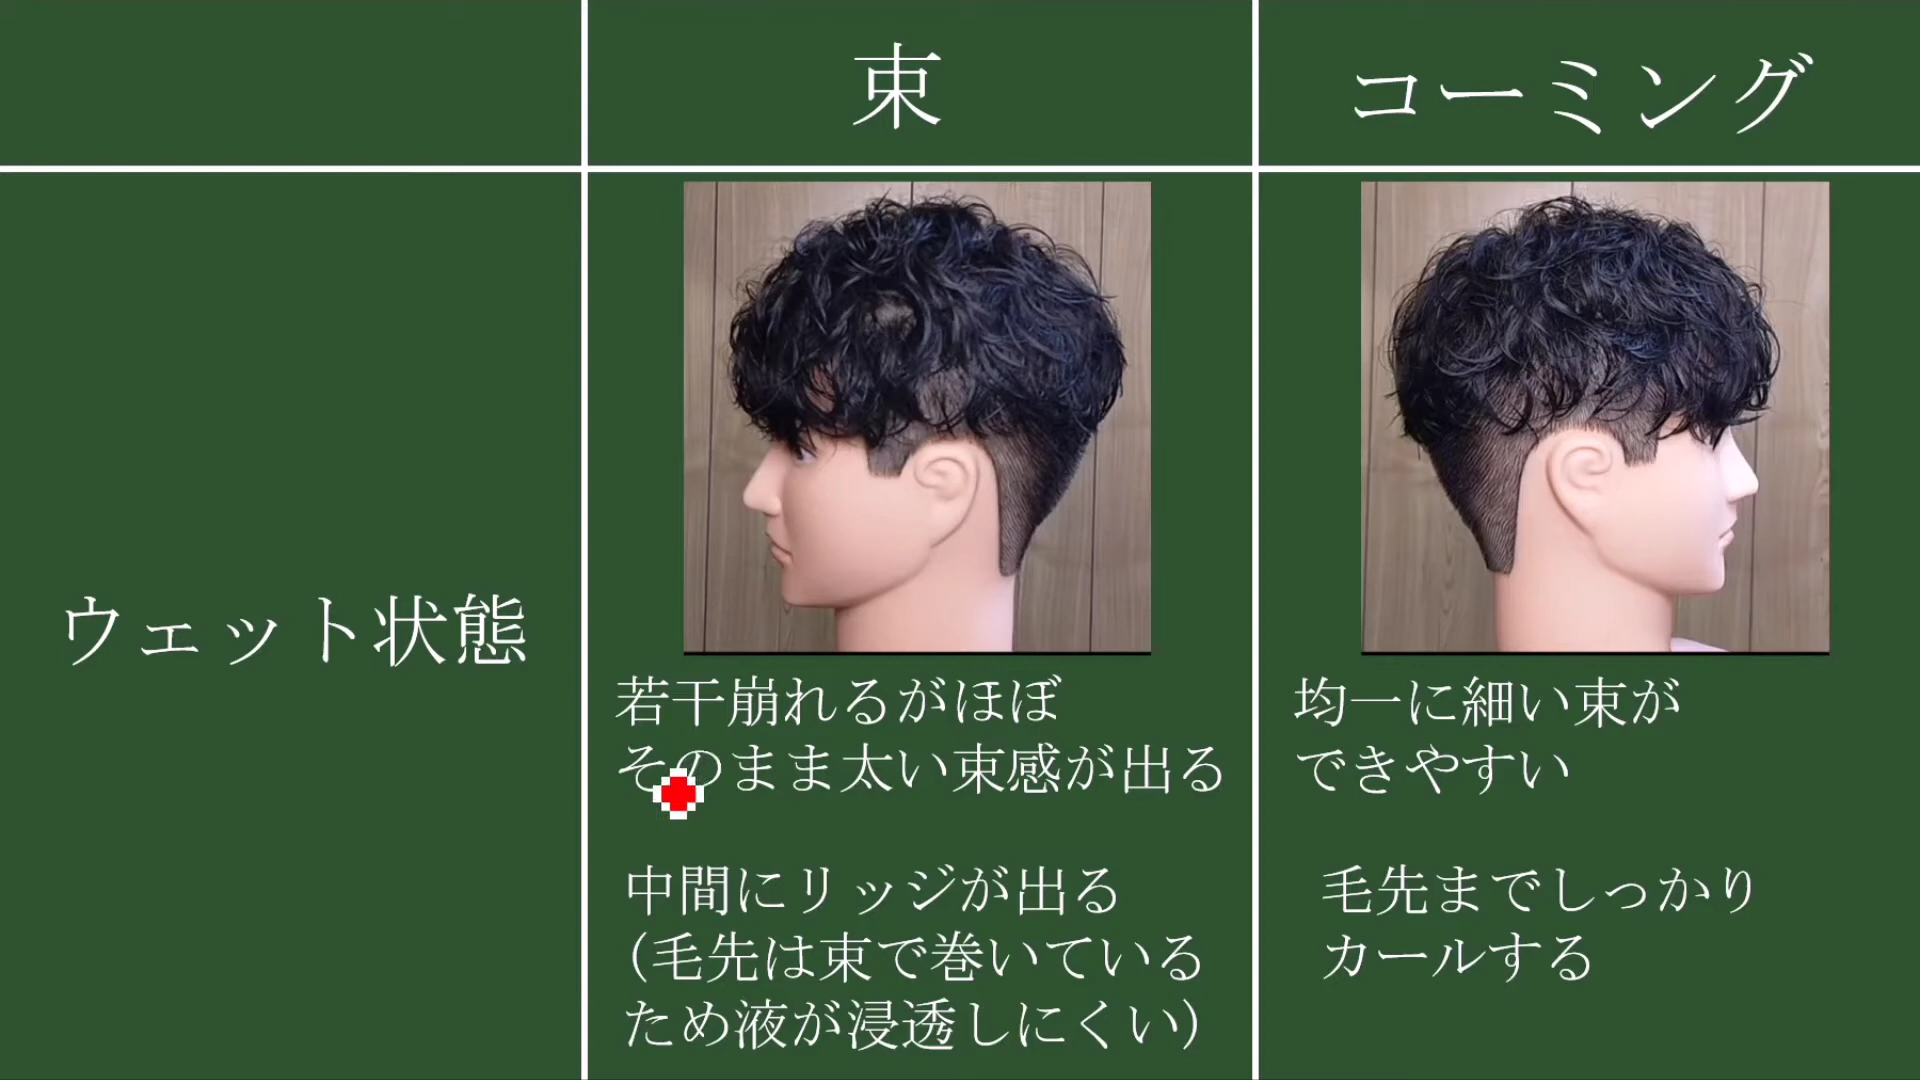 束
コーミング
ウェット状態
若干崩れるがほぼ
そのまま太い束感が出る
中間にリッジが出る
（毛先は束で巻いている
ため液が浸透しにくい）
均一に細い束が
できやすい
毛先までしっかり
カールする